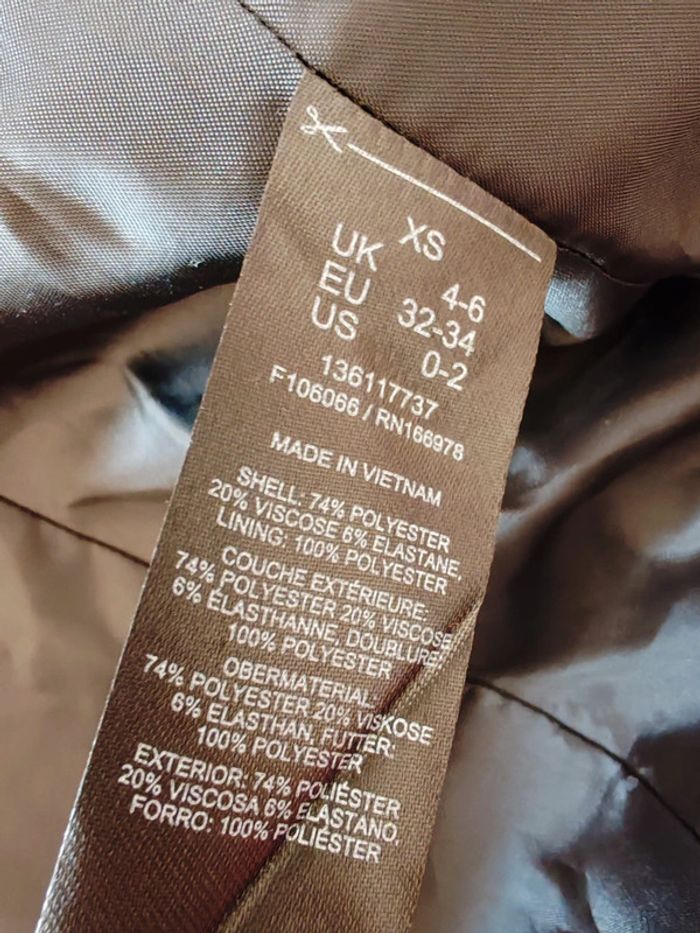 XS
UK 4-6
EU 32-34
US 0-2
136117737
F106066 / RN166978
MADE IN VIETNAM
SHELL: 74% POLYESTER
20% VISCOSE 6% ELASTANE,
LINING: 100% POLYESTER
COUCHE EXTÉRIEURE:
74% POLYESTER 20% VISCOSE
6% ÉLASTHANNE, DOUBLURE:
100% POLYESTER
OBERMATERIAL:
74% POLYESTER 20% VISKOSE
6% ELASTHAN, FUTTER:
100% POLYESTER
EXTERIOR: 74% POLIÉSTER
20% VISCOSA 6% ELASTANO,
FORRO: 100% POLIÉSTER